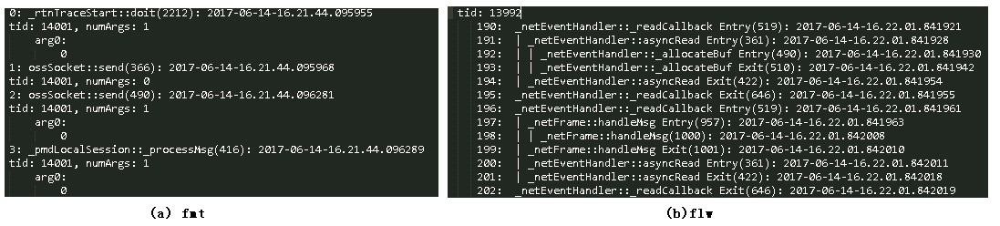 0: _rtnTraceStart::doit(2212): 2017-06-14-16.21.44.095955
tid: 14001, numArgs: 1
arg0:
0
1: ossSocket::send(366): 2017-06-14-16.21.44.095968
tid: 14001, numArgs: 0
2: ossSocket::send(490): 2017-06-14-16.21.44.096281
tid: 14001, numArgs: 1
arg0:
0
3: _pmdLocalSession::_processMsg(416): 2017-06-14-16.21.44.096289
tid: 14001, numArgs: 1
arg0:
0
(a) fmt
tid: 13992
190: _netEventHandler::_readCallback Entry(519): 2017-06-14-16.22.01.841921
191: | _netEventHandler::asyncRead Entry(361): 2017-06-14-16.22.01.841928
192: | | _netEventHandler::_allocateBuf Entry(490): 2017-06-14-16.22.01.841930
193: | | _netEventHandler::_allocateBuf Exit(510): 2017-06-14-16.22.01.841942
194: | _netEventHandler::asyncRead Exit(422): 2017-06-14-16.22.01.841954
195: _netEventHandler::_readCallback Exit(646): 2017-06-14-16.22.01.841955
196: _netEventHandler::_readCallback Entry(519): 2017-06-14-16.22.01.841961
197: | _netFrame::handleMsg Entry(957): 2017-06-14-16.22.01.841963
198: | | _netFrame::handleMsg(1000): 2017-06-14-16.22.01.842008
199: | _netFrame::handleMsg Exit(1001): 2017-06-14-16.22.01.842010
200: | _netEventHandler::asyncRead Entry(361): 2017-06-14-16.22.01.842011
201: | _netEventHandler::asyncRead Exit(422): 2017-06-14-16.22.01.842018
202: _netEventHandler::_readCallback Exit(646): 2017-06-14-16.22.01.842019
(b)flw